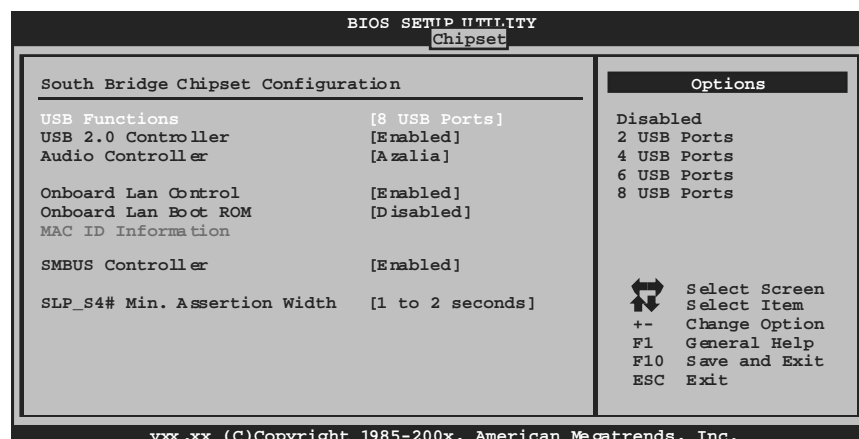 BIOS SETUP UTILITY
Chipset
South Bridge Chipset Configuration
USB Functions [8 USB Ports]
USB 2.0 Controller [Enabled]
Audio Controller [Azalia]
Onboard Lan Control [Enabled]
Onboard Lan Boot ROM [Disabled]
MAC ID Information
SMBUS Controller [Enabled]
SLP_S4# Min. Assertion Width [1 to 2 seconds]
Options
Disabled
2 USB Ports
4 USB Ports
6 USB Ports
8 USB Ports
Select Screen
Select Item
+- Change Option
F1 General Help
F10 Save and Exit
ESC Exit
vxx.xx (C)Copyright 1985-200x, American Megatrends, Inc.